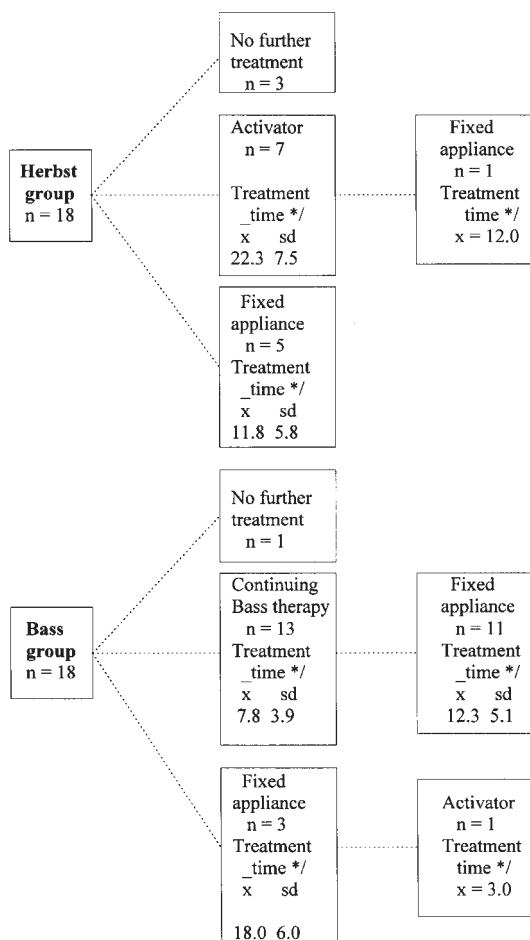 No further
treatment
n = 3
Herbst
group
n = 18
Activator
n = 7
Treatment
_time */
x sd
22.3 7.5
Fixed
appliance
n = 1
Treatment
time */
x = 12.0
Fixed
appliance
n = 5
Treatment
_time */
x sd
11.8 5.8
No further
treatment
n = 1
Bass
group
n = 18
Continuing
Bass therapy
n = 13
Treatment
_time */
x sd
7.8 3.9
Fixed
appliance
n = 11
Treatment
_time */
x sd
12.3 5.1
Fixed
appliance
n = 3
Treatment
_time */
x sd
18.0 6.0
Activator
n = 1
Treatment
time */
x = 3.0